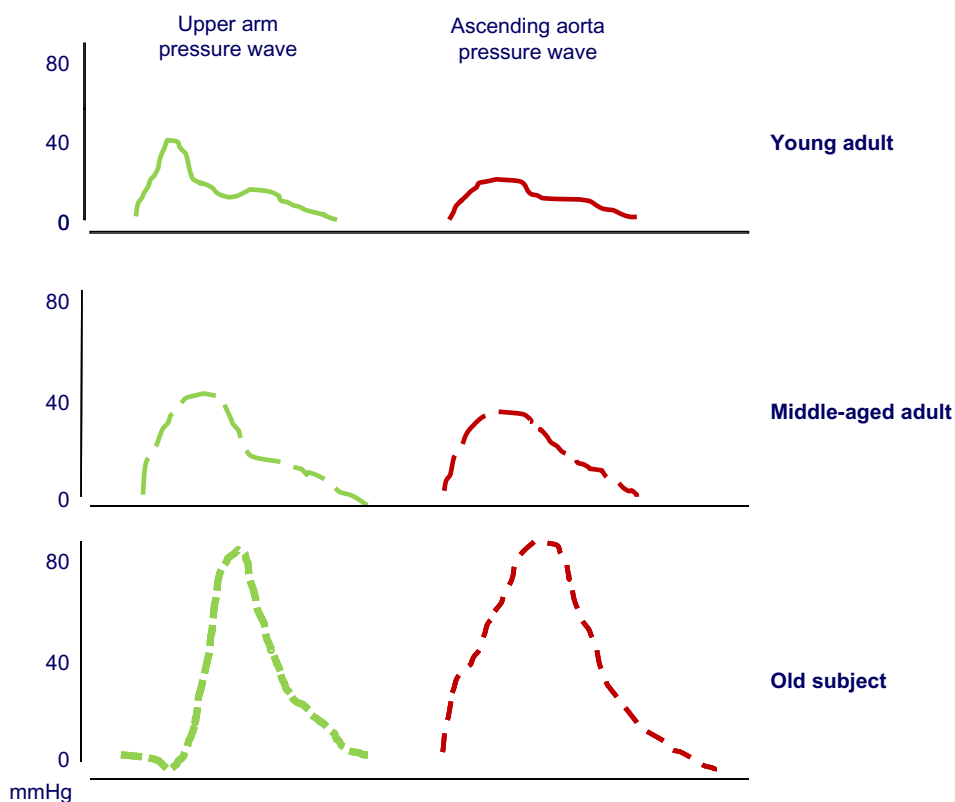 Upper arm
pressure wave
Ascending aorta
pressure wave
80
40
0
Young adult
80
40
0
Middle-aged adult
80
40
0
Old subject
mmHg